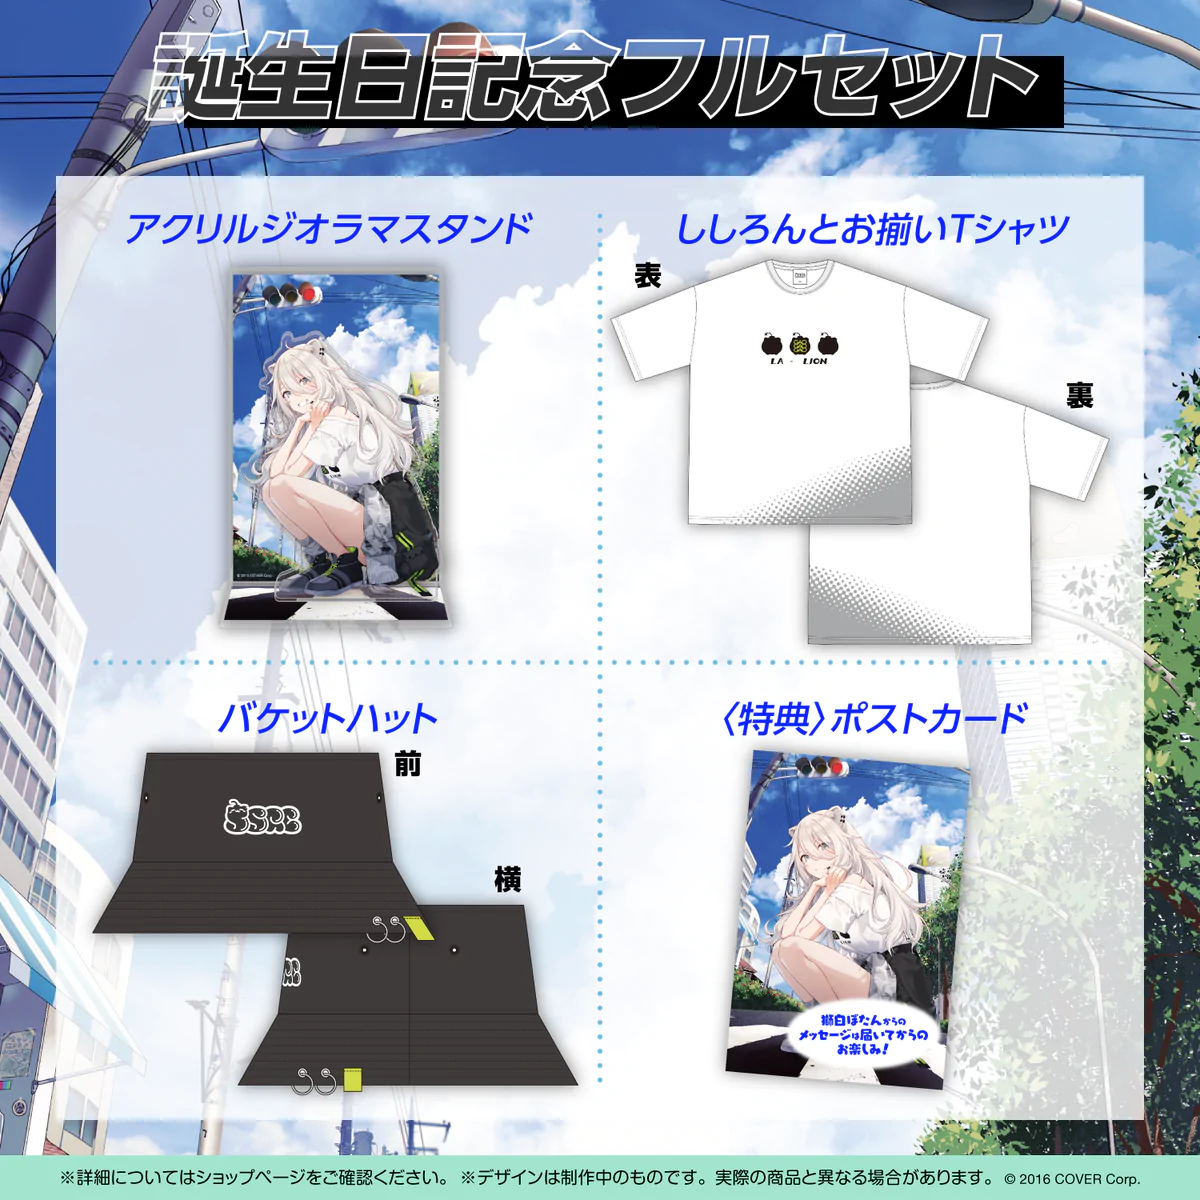 誕生日記念フルセット
アクリルジオラマスタンド
ししろんとお揃いTシャツ
表
LA - LION
裏
© 2016 COVER Corp.
バケットハット
前
SSRB
横
〈特典〉ポストカード
獅白ぼたんからの
メッセージは届いてからの
お楽しみ!
※詳細についてはショップページをご確認ください。 ※デザインは制作中のものです。実際の商品と異なる場合があります。 © 2016 COVER Corp.